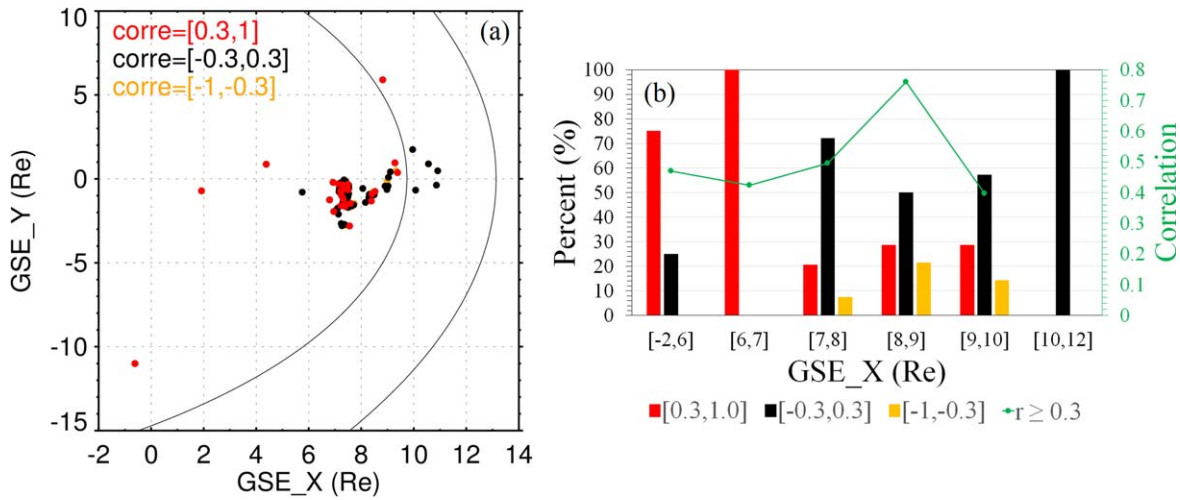 corre=[0.3,1]
corre=[-0.3,0.3]
corre=[-1,-0.3]
(a)
10
5
0
-5
-10
-15
GSE_Y (Re)
-2 0 2 4 6 8 10 12 14
GSE_X (Re)
(b)
100
90
80
70
60
50
40
30
20
10
0
Percent (%)
0.8
0.7
0.6
0.5
0.4
0.3
0.2
0.1
0
Correlation
[-2,6] [6,7] [7,8] [8,9] [9,10] [10,12]
GSE_X (Re)
[0.3,1.0] [-0.3,0.3] [-1,-0.3] r ≥ 0.3